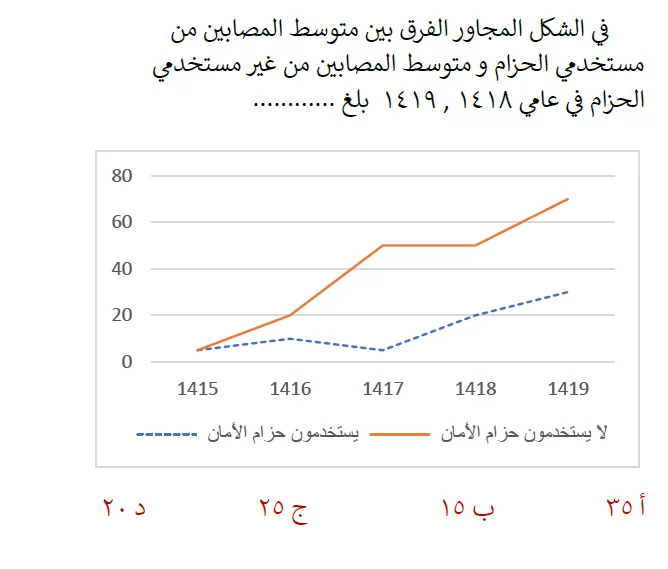 في الشكل المجاور الفرق بين متوسط المصابين من
مستخدمي الحزام و متوسط المصابين من غير مستخدمي
الحزام في عامي ١٤١٨ , ١٤١٩ بلغ ............
80
60
40
20
0
1415 1416 1417 1418 1419
لا يستخدمون حزام الأمان يستخدمون حزام الأمان
أ ٣٥ ب ١٥ ج ٢٥ د ٢٠